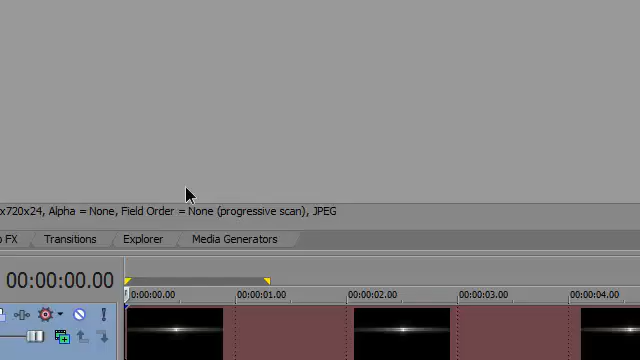 x720x24, Alpha = None, Field Order = None (progressive scan), JPEG
FX Transitions Explorer Media Generators
00:00:00.00
0:00:00.00 00:00:01.00 00:00:02.00 00:00:03.00 00:00:04.00